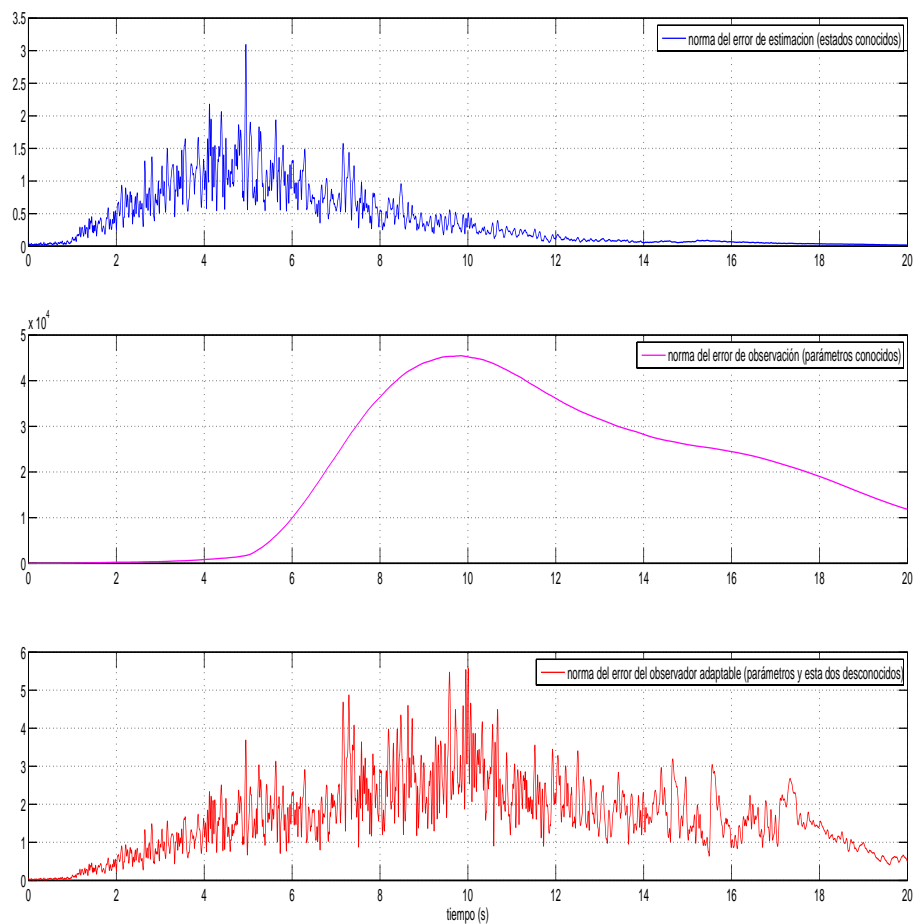 3.5
3
2.5
2
1.5
1
0.5
0
norma del error de estimacion (estados conocidos)
0 2 4 6 8 10 12 14 16 18 20
x 10^4
5
4
3
2
1
0
norma del error de observación (parámetros conocidos)
0 2 4 6 8 10 12 14 16 18 20
6
5
4
3
2
1
0
norma del error del observador adaptable (parámetros y esta dos desconocidos)
0 2 4 6 8 10 12 14 16 18 20
tiempo (s)